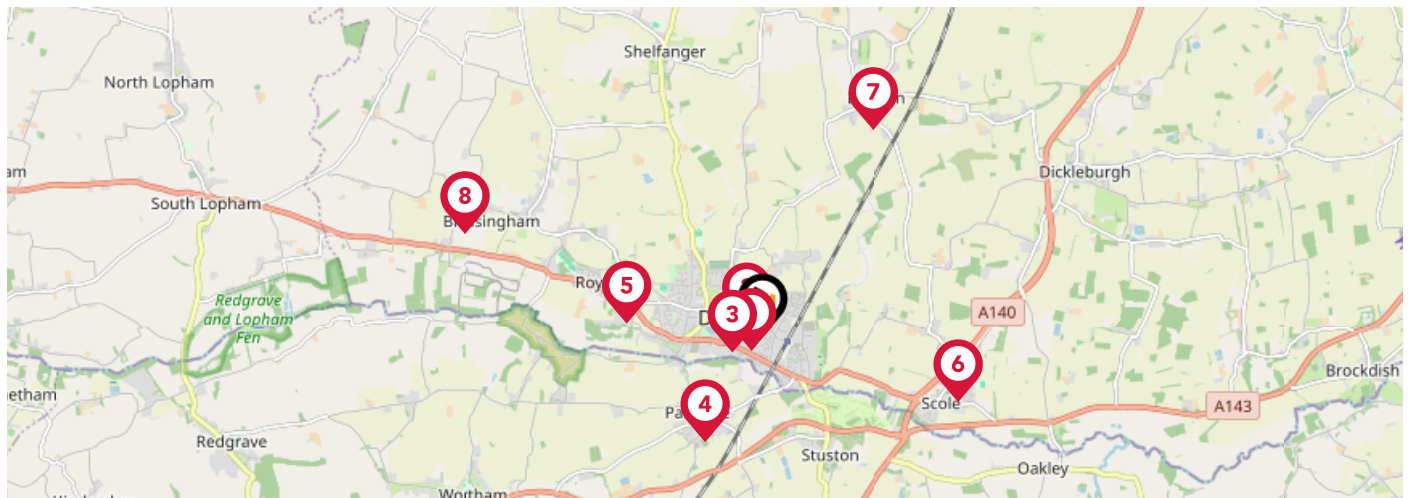 Shelfanger
North Lopham
7
Dickleburgh
8
South Lopham
5
Redgrave
and Lopham
Fen
3
A140
6
Brockdish
4
Scole
A143
Redgrave
Stuston
Oakley